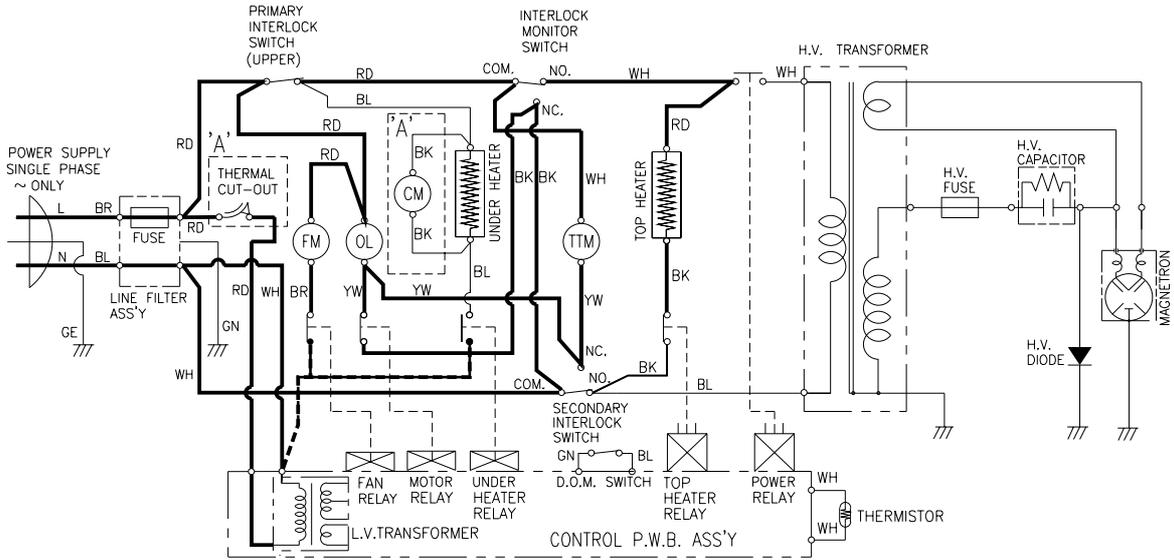 PRIMARY
INTERLOCK
SWITCH
(UPPER)
INTERLOCK
MONITOR
SWITCH
H.V. TRANSFORMER
RD
COM.
NO.
WH
WH
BL
NC.
RD
'A'
RD
'A'
RD
THERMAL
CUT-OUT
POWER SUPPLY
SINGLE PHASE
~ ONLY
RD
BK
CM
BK
UNDER HEATER
BK
BK
WH
TOP HEATER
H.V.
CAPACITOR
H.V.
FUSE
L
BR
FUSE
RD
FM
OL
TTM
N
BL
LINE FILTER
ASS'Y
RD
WH
BR
YW
YW
BL
YW
BK
MAGNETRON
GE
GN
H.V.
DIODE
WH
NC.
BK
COM.
NO.
BL
SECONDARY
INTERLOCK
SWITCH
GN
BL
D.O.M. SWITCH
FAN
RELAY
MOTOR
RELAY
UNDER
HEATER
RELAY
TOP
HEATER
RELAY
POWER
RELAY
WH
THERMISTOR
WH
L.V.TRANSFORMER
CONTROL P.W.B. ASS'Y